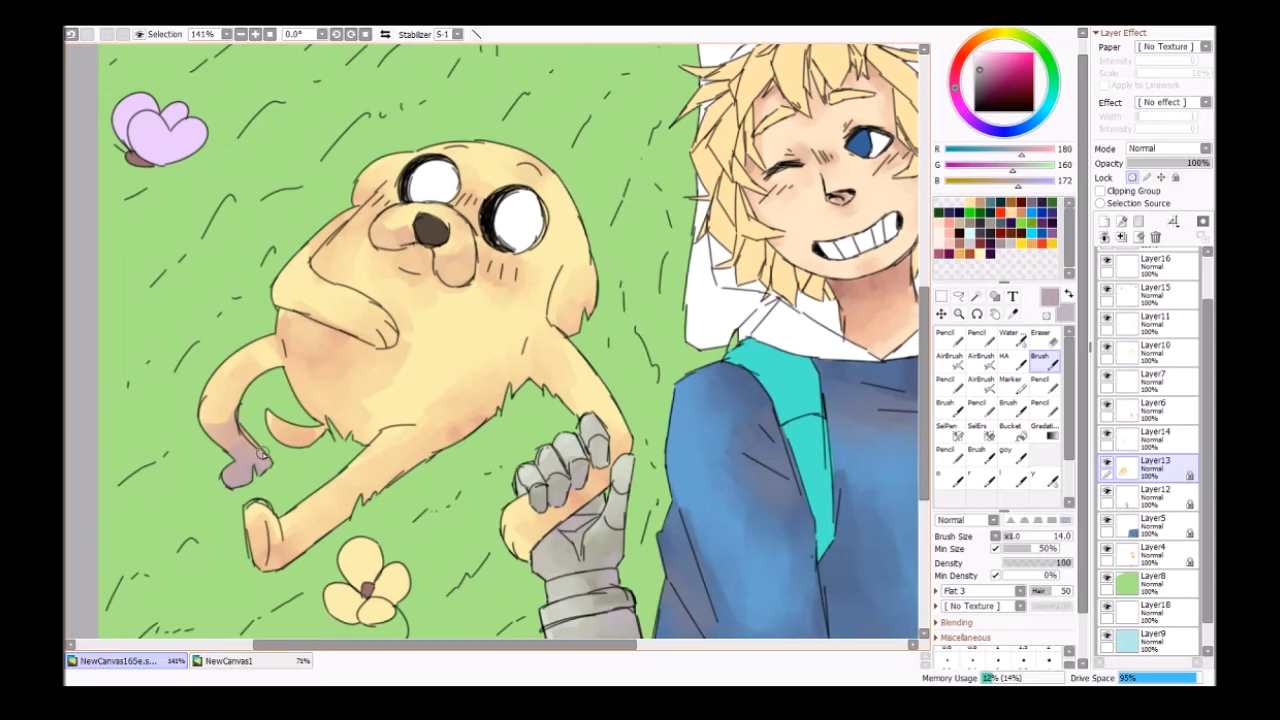 Selection 141% 0.0° Stabilizer S-1
Layer Effect
Paper [ No Texture ]
Intensity 0
Scale 10%
Apply to Linework
Effect [ No effect ]
Width 1
Intensity
Mode Normal
Opacity 100%
Lock
Clipping Group
Selection Source
R 180
G 160
B 172
T
Pencil Pencil Water ... Eraser
AirBrush AirBrush HA Brush
Pencil AirBrush Marker Pencil
Brush Pencil Brush Pencil
SelPen SelErs Bucket Gradati...
Pencil Brush goy
o r l v
Normal
Brush Size x1.0 14.0
Min Size 50%
Density 100
Min Density 0%
Flat 3 Hair 50
[ No Texture ]
Blending
Miscellaneous
Layer16
Normal
100%
Layer15
Normal
100%
Layer11
Normal
100%
Layer10
Normal
100%
Layer7
Normal
100%
Layer6
Normal
100%
Layer14
Normal
100%
Layer13
Normal
100%
Layer12
Normal
100%
Layer5
Normal
100%
Layer4
Normal
100%
Layer8
Normal
100%
Layer18
Normal
100%
Layer9
Normal
100%
NewCanvas165e.s... 141% NewCanvas1 71%
Memory Usage 12% (14%) Drive Space 95%